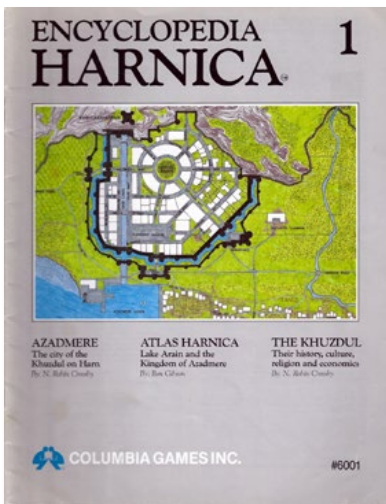 ENCYCLOPEDIA 1
HARNICA
AZADMERE
The city of the
Khuzdul on Harn
By: N. Robin Crossby
ATLAS HARNICA
Lake Arain and the
Kingdom of Azadmere
By: Ben Gibson
THE KHUZDUL
Their history, culture,
religion and economics
By: N. Robin Crossby
COLUMBIA GAMES INC.
#6001